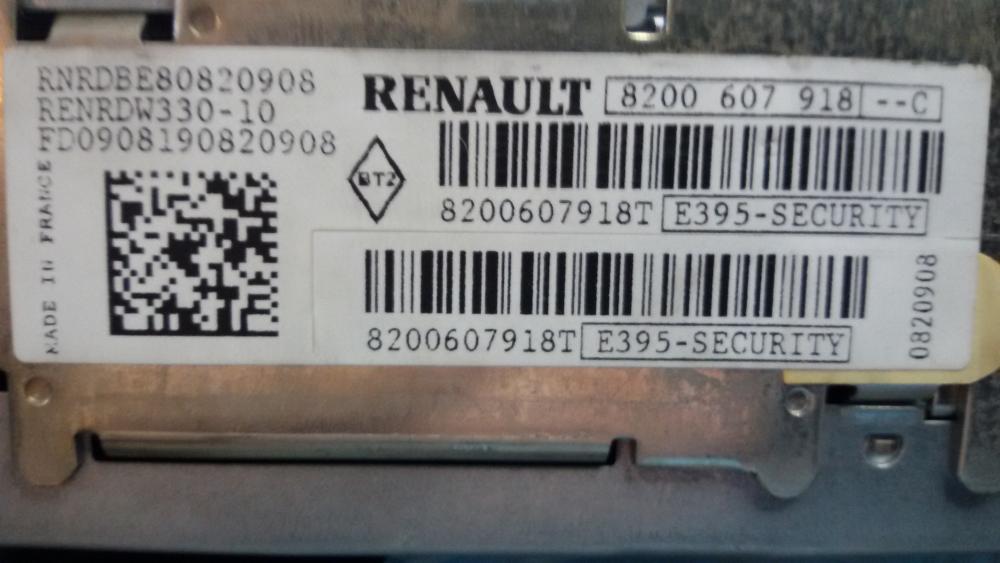 RNRDBE80820908
RENRDW330-10
FD0908190820908
MADE IN FRANCE
RENAULT 8200 607 918 --C
BT2
8200607918T E395-SECURITY
8200607918T E395-SECURITY
0820908